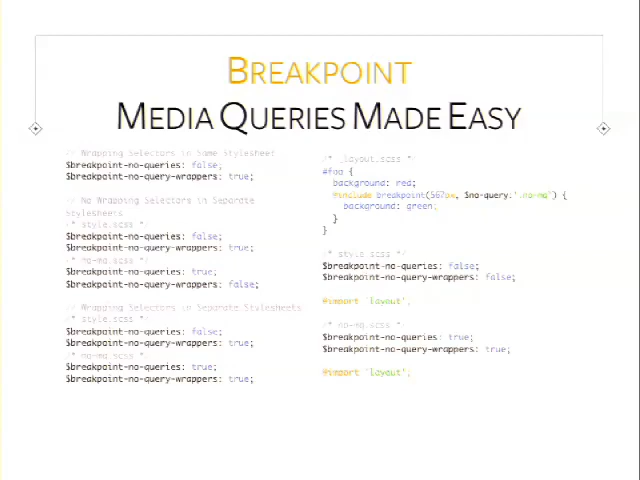 BREAKPOINT
MEDIA QUERIES MADE EASY
// Wrapping Selectors in Same Stylesheet
$breakpoint-no-queries: false;
$breakpoint-no-query-wrappers: true;
// No Wrapping Selectors in Separate
Stylesheets
/* style.scss */
$breakpoint-no-queries: false;
$breakpoint-no-query-wrappers: true;
/* no-mq.scss */
$breakpoint-no-queries: true;
$breakpoint-no-query-wrappers: false;
// Wrapping Selectors in Separate Stylesheets
/* style.scss */
$breakpoint-no-queries: false;
$breakpoint-no-query-wrappers: true;
/* no-mq.scss */
$breakpoint-no-queries: true;
$breakpoint-no-query-wrappers: true;
/* _layout.scss */
#foo {
background: red;
@include breakpoint(567px, $no-query:'.no-mq') {
background: green;
}
}
/* style.scss */
$breakpoint-no-queries: false;
$breakpoint-no-query-wrappers: false;
@import 'layout';
/* no-mq.scss */
$breakpoint-no-queries: true;
$breakpoint-no-query-wrappers: true;
@import 'layout';